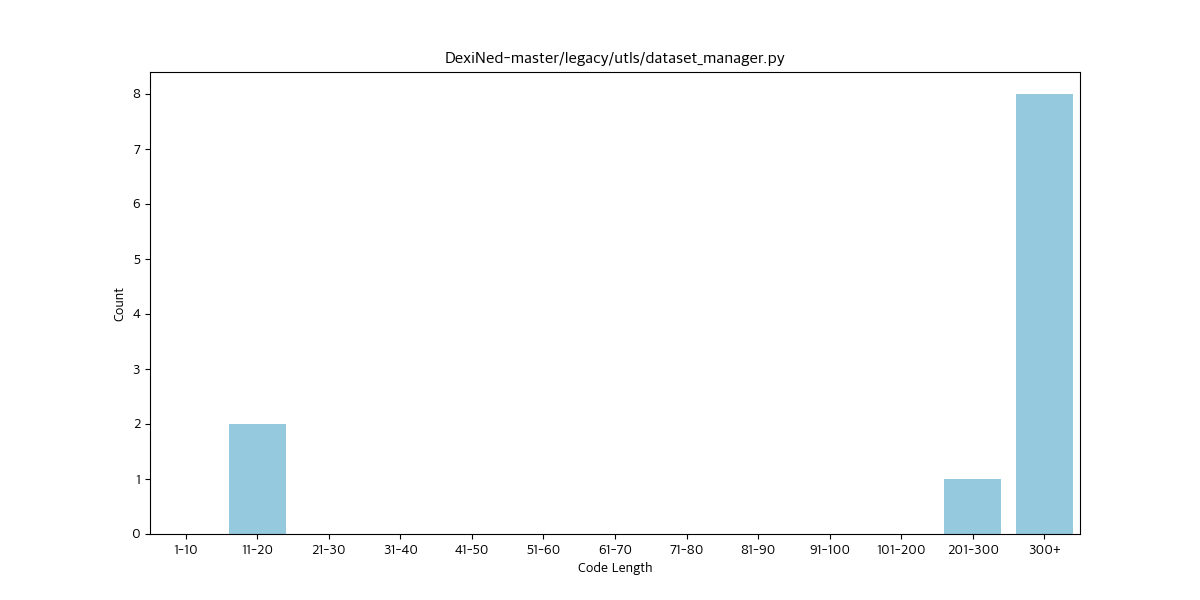 DexiNed-master/legacy/utls/dataset_manager.py
8
7
6
5
4
3
2
1
0
Count
1-10 11-20 21-30 31-40 41-50 51-60 61-70 71-80 81-90 91-100 101-200 201-300 300+
Code Length